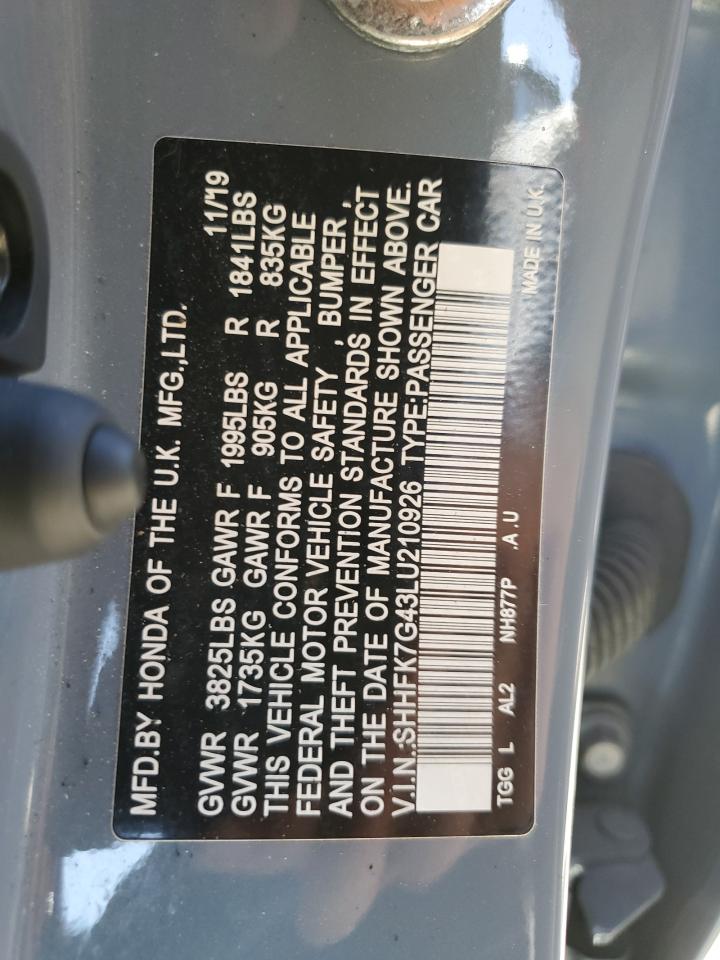 MFD.BY HONDA OF THE U.K. MFG.,LTD. 11/19
GVWR 3825LBS GAWR F 1995LBS R 1841LBS
GVWR 1735KG GAWR F 905KG R 835KG
THIS VEHICLE CONFORMS TO ALL APPLICABLE
FEDERAL MOTOR VEHICLE SAFETY , BUMPER ,
AND THEFT PREVENTION STANDARDS IN EFFECT
ON THE DATE OF MANUFACTURE SHOWN ABOVE.
V.I.N.:SHHFK7G43LU210926 TYPE:PASSENGER CAR
TGG L AL2 NH877P .A.U MADE IN U.K.